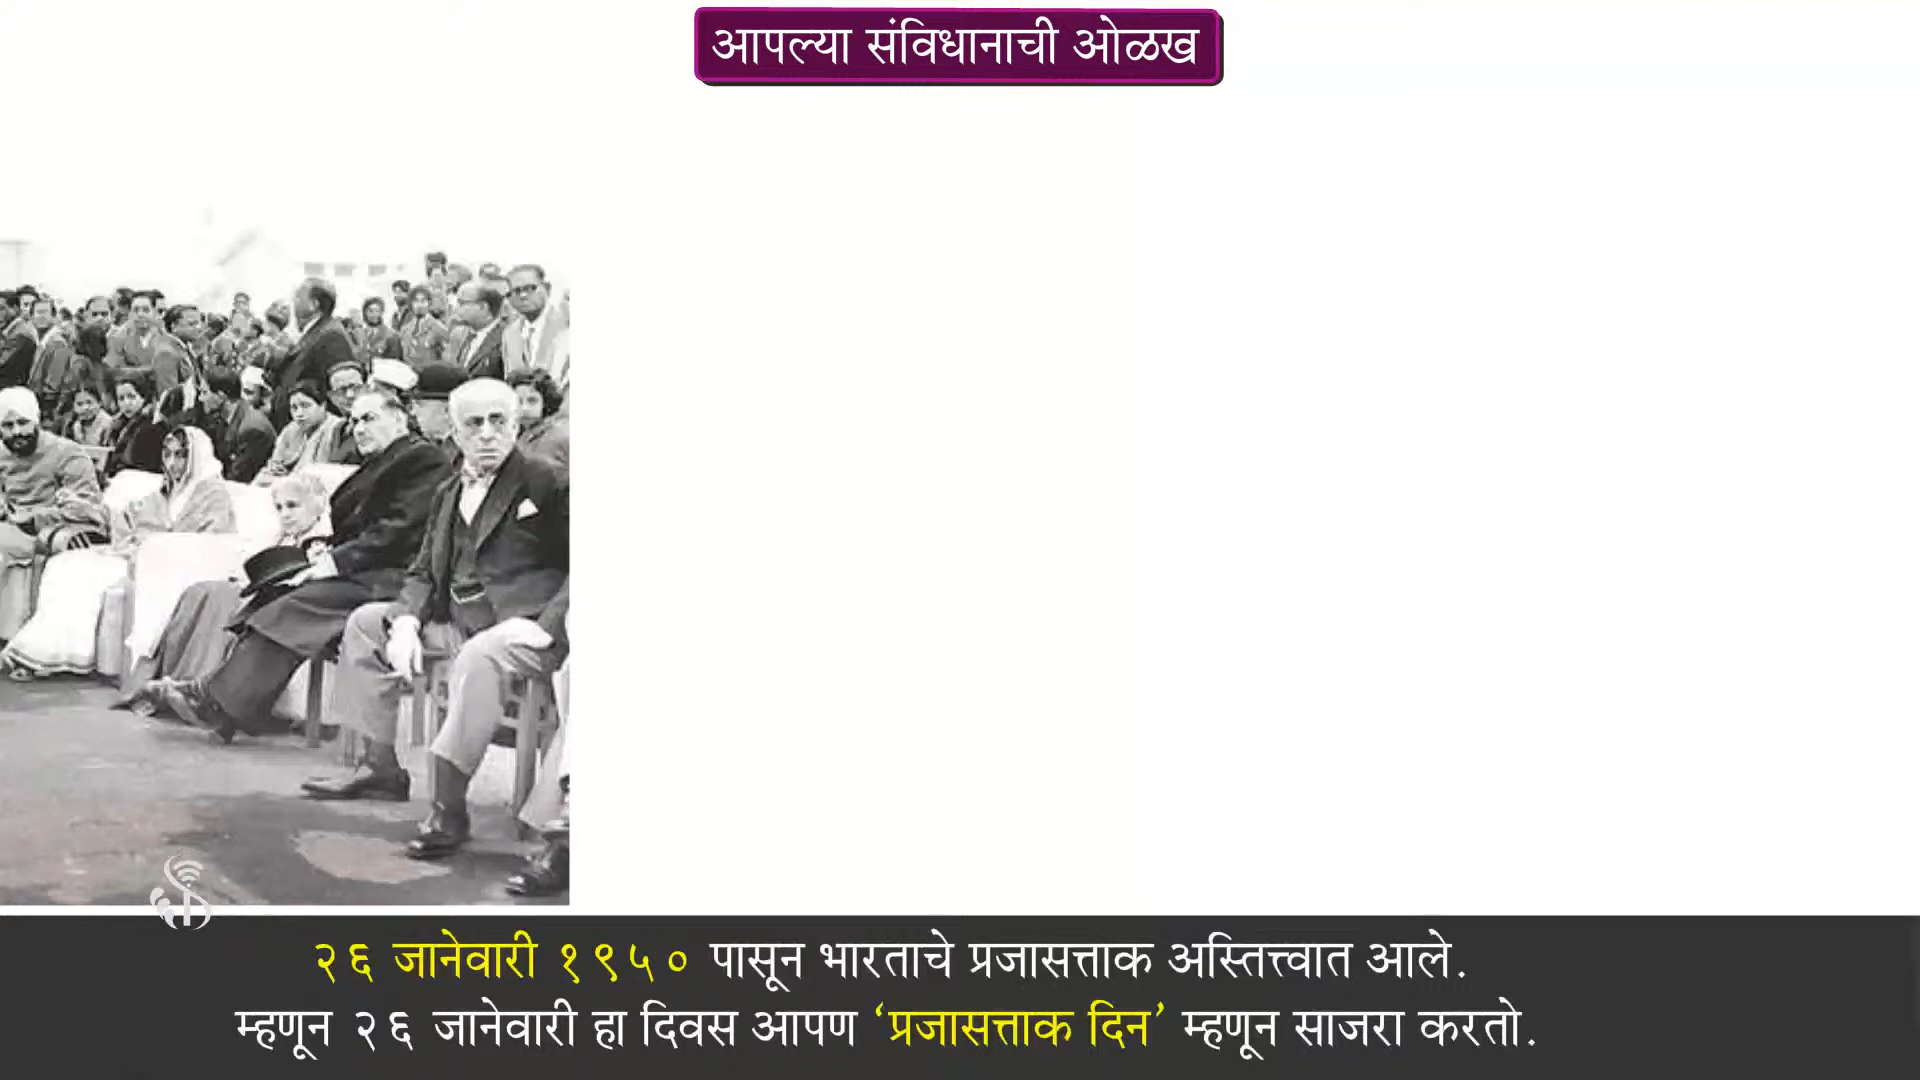 आपल्या संविधानाची ओळख
२६ जानेवारी १९५० पासून भारताचे प्रजासत्ताक अस्तित्त्वात आले.
म्हणून २६ जानेवारी हा दिवस आपण ‘प्रजासत्ताक दिन’ म्हणून साजरा करतो.